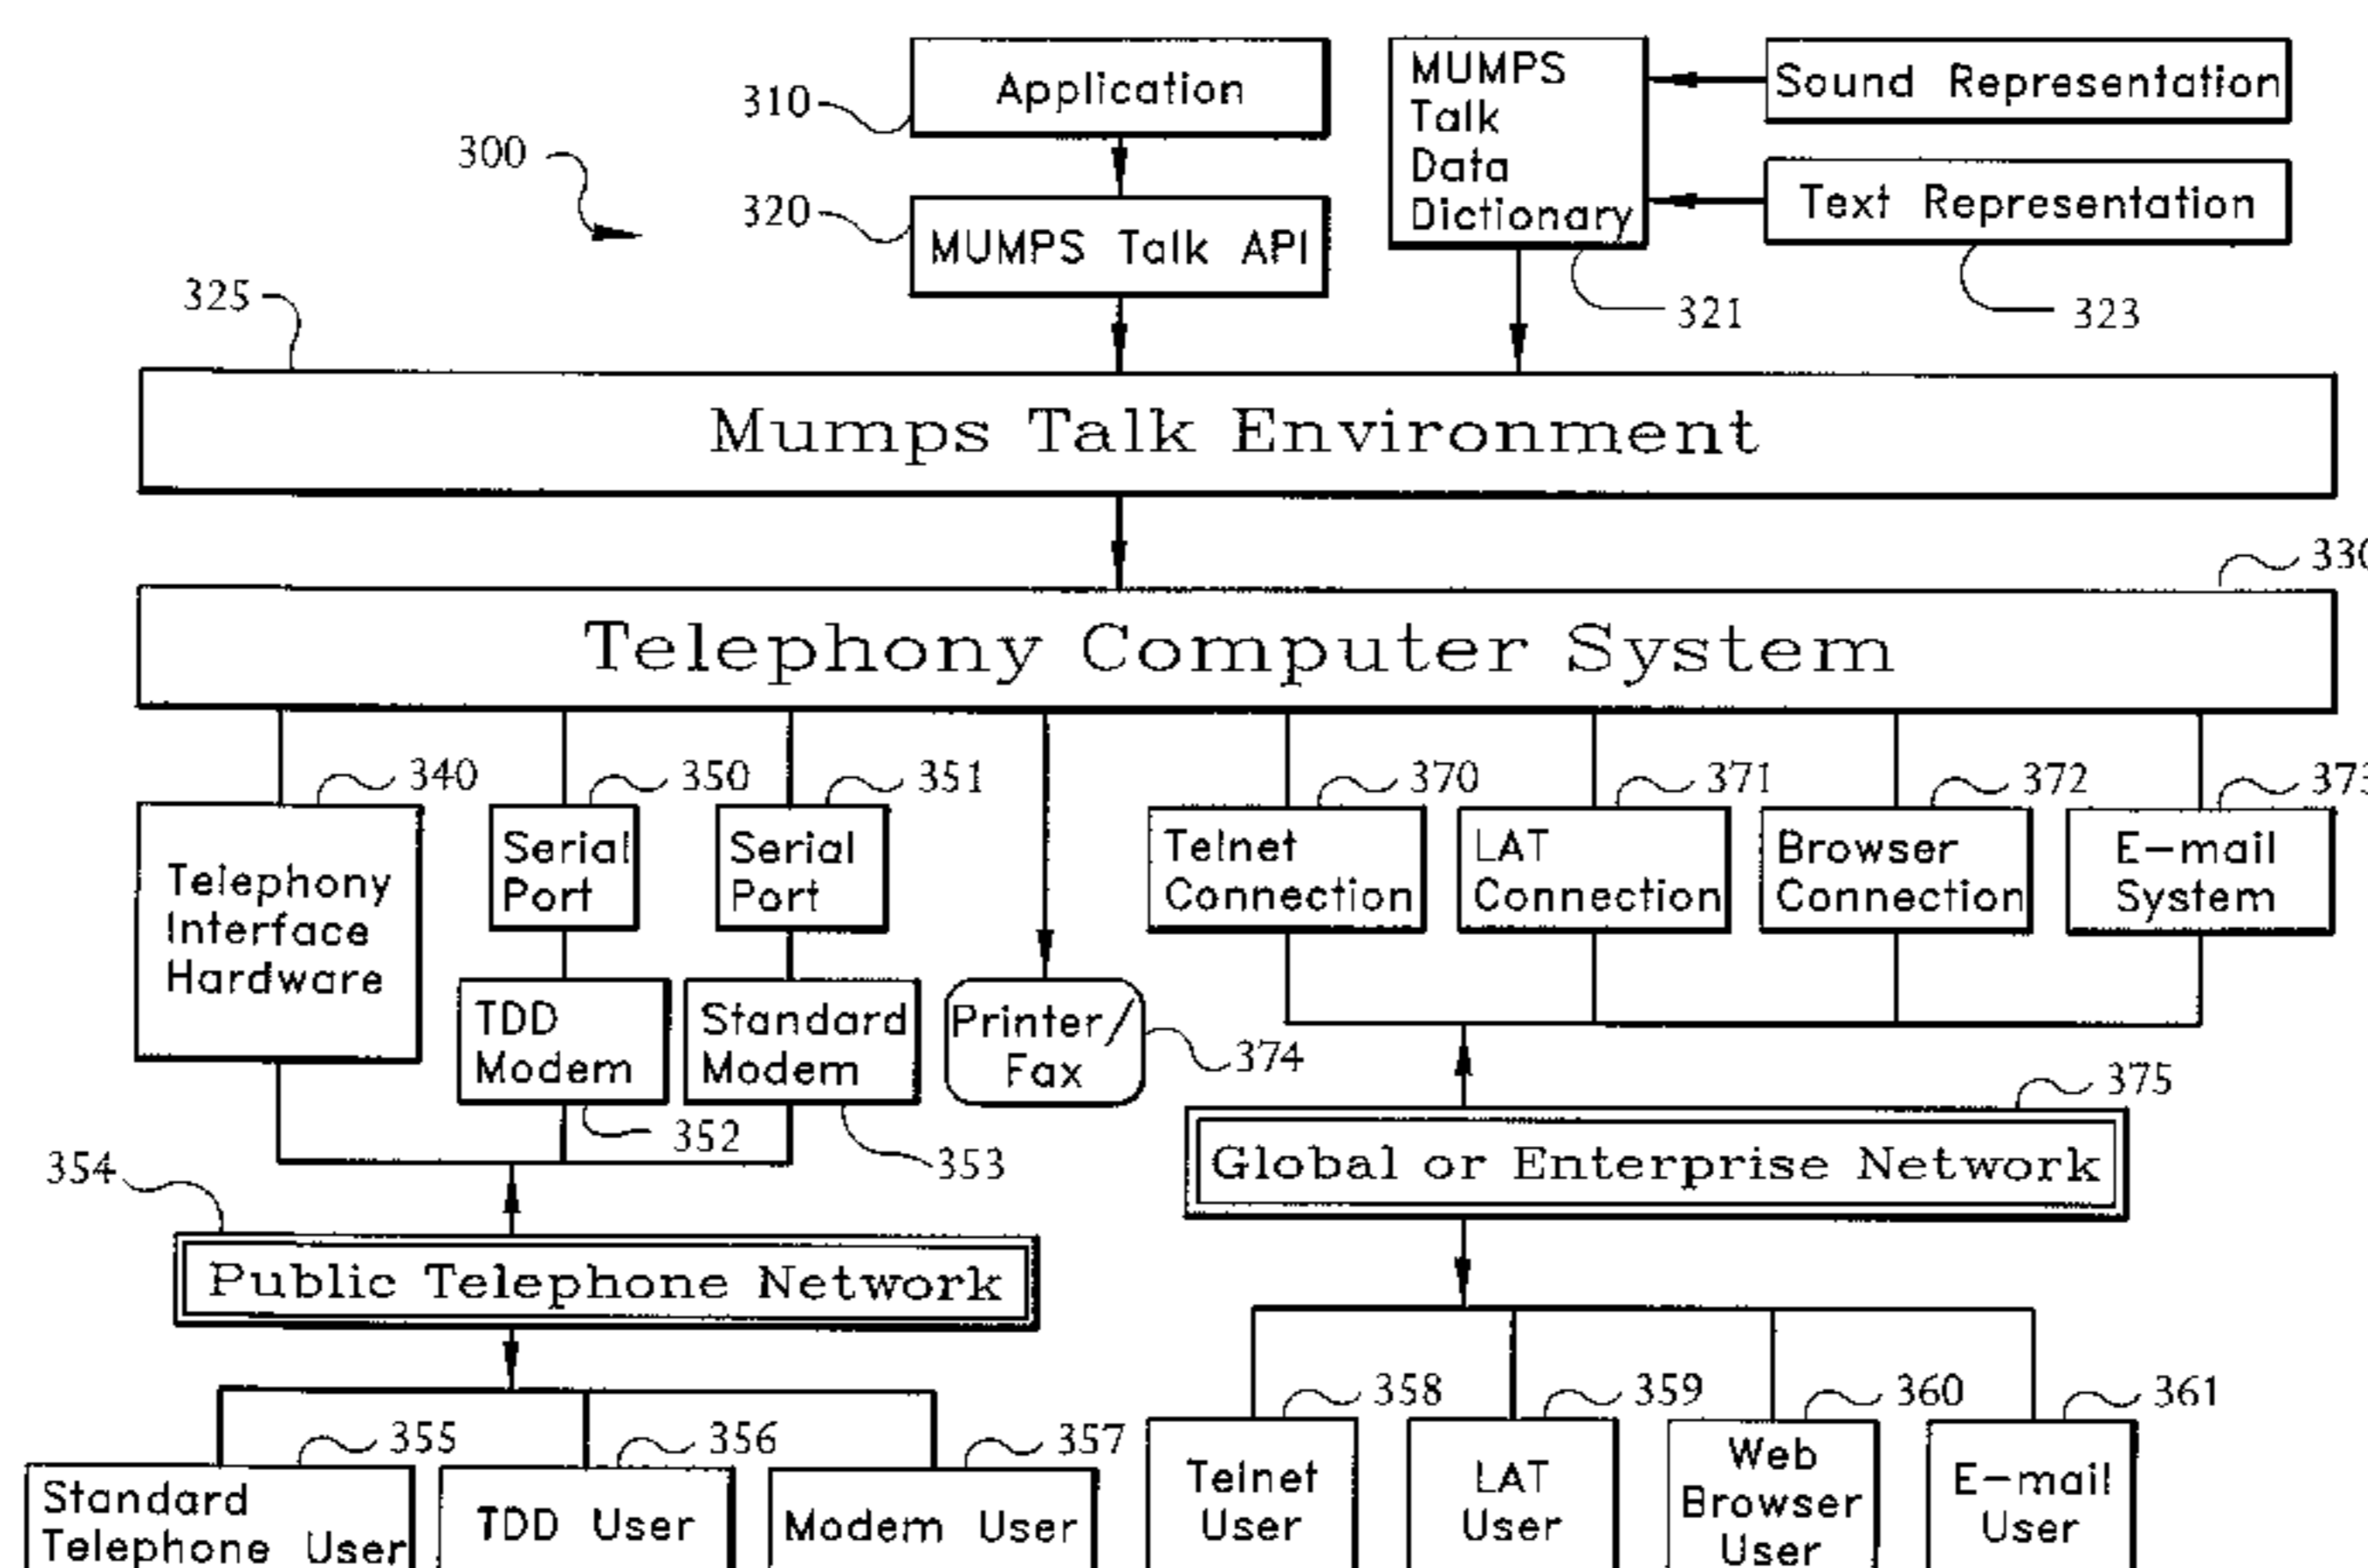 310
Application
MUMPS
Talk
Data
Dictionary
Sound Representation
300
320
MUMPS Talk API
Text Representation
325
321
323
Mumps Talk Environment
330
Telephony Computer System
340
350
351
370
371
372
373
Telephony
Interface
Hardware
Serial
Port
Serial
Port
Telnet
Connection
LAT
Connection
Browser
Connection
E-mail
System
TDD
Modem
Standard
Modem
Printer/
Fax
374
352
353
375
354
Global or Enterprise Network
Public Telephone Network
355
356
357
358
359
360
361
Standard
Telephone User
TDD User
Modem User
Telnet
User
LAT
User
Web
Browser
User
E-mail
User